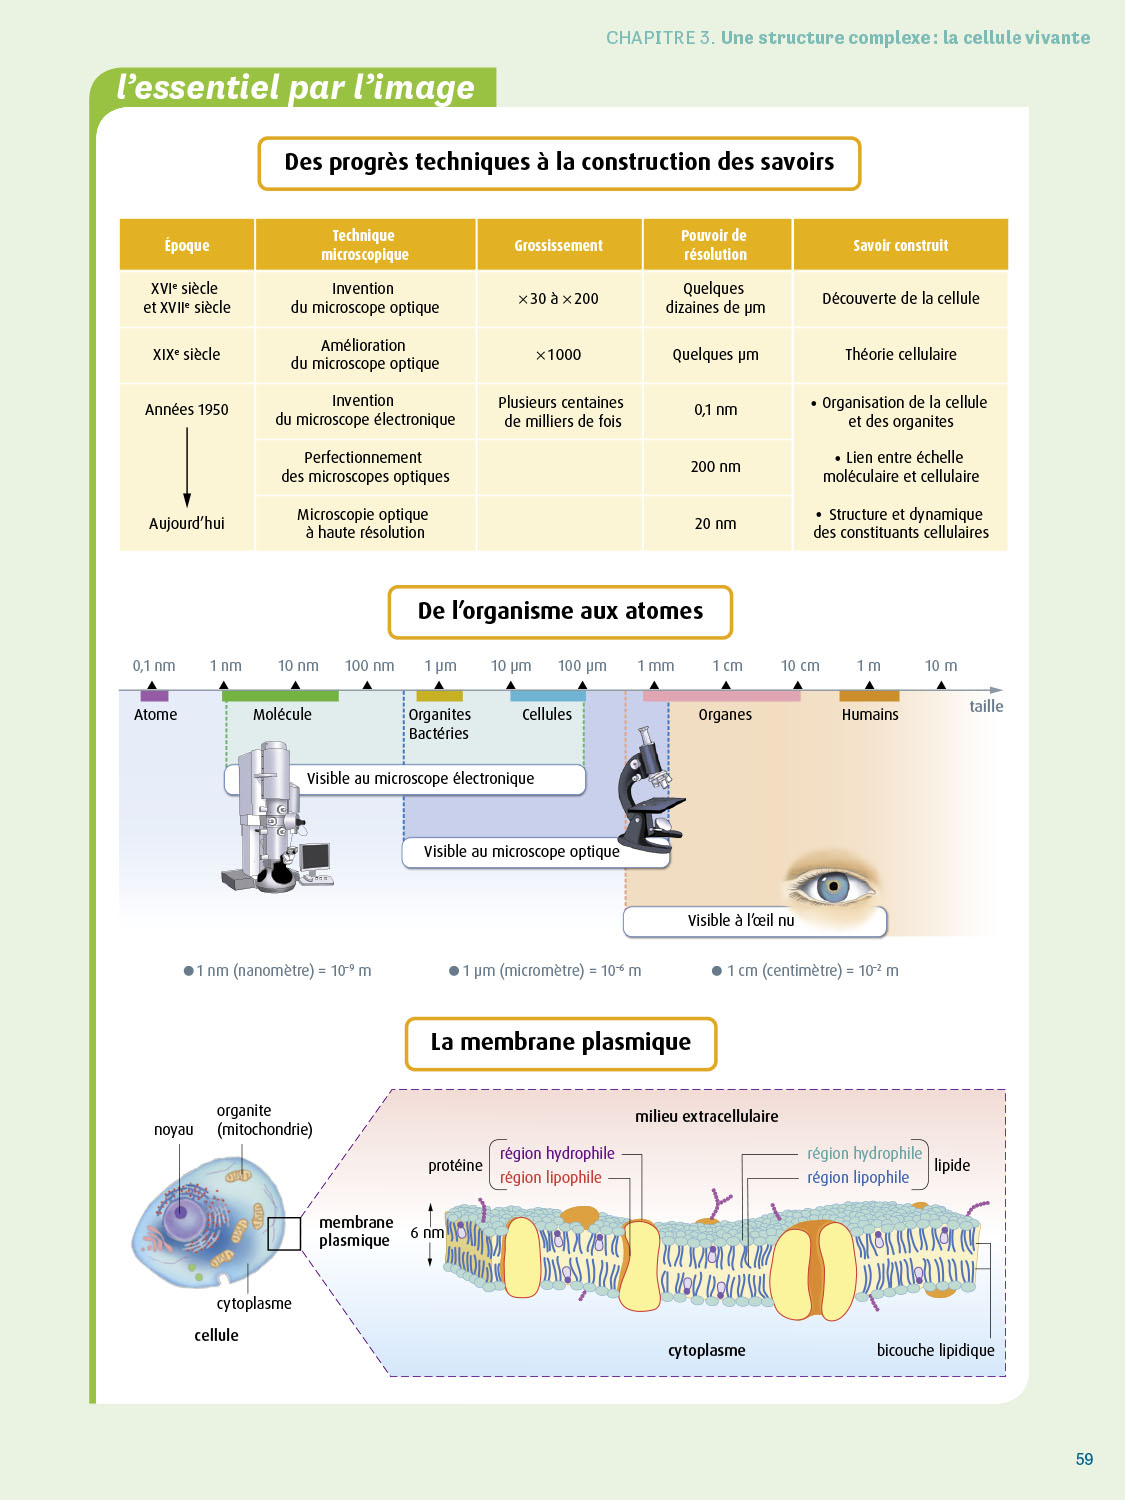 CHAPITRE 3. Une structure complexe : la cellule vivante
l’essentiel par l’image
Des progrès techniques à la construction des savoirs
Époque
Technique
microscopique
Grossissement
Pouvoir de
résolution
Savoir construit
XVIe siècle
et XVIIe siècle
Invention
du microscope optique
×30 à ×200
Quelques
dizaines de µm
Découverte de la cellule
XIXe siècle
Amélioration
du microscope optique
×1000
Quelques µm
Théorie cellulaire
Années 1950
Invention
du microscope électronique
Plusieurs centaines
de milliers de fois
0,1 nm
• Organisation de la cellule
et des organites
Perfectionnement
des microscopes optiques
200 nm
• Lien entre échelle
moléculaire et cellulaire
Aujourd’hui
Microscopie optique
à haute résolution
20 nm
• Structure et dynamique
des constituants cellulaires
De l’organisme aux atomes
0,1 nm 1 nm 10 nm 100 nm 1 µm 10 µm 100 µm 1 mm 1 cm 10 cm 1 m 10 m
taille
Atome
Molécule
Organites
Bactéries
Cellules
Organes
Humains
Visible au microscope électronique
Visible au microscope optique
Visible à l’œil nu
● 1 nm (nanomètre) = 10⁻⁹ m
● 1 µm (micromètre) = 10⁻⁶ m
● 1 cm (centimètre) = 10⁻² m
La membrane plasmique
organite
(mitochondrie)
noyau
membrane
plasmique
cytoplasme
cellule
milieu extracellulaire
protéine
région hydrophile
région lipophile
région hydrophile
région lipophile
lipide
6 nm
cytoplasme
bicouche lipidique
59